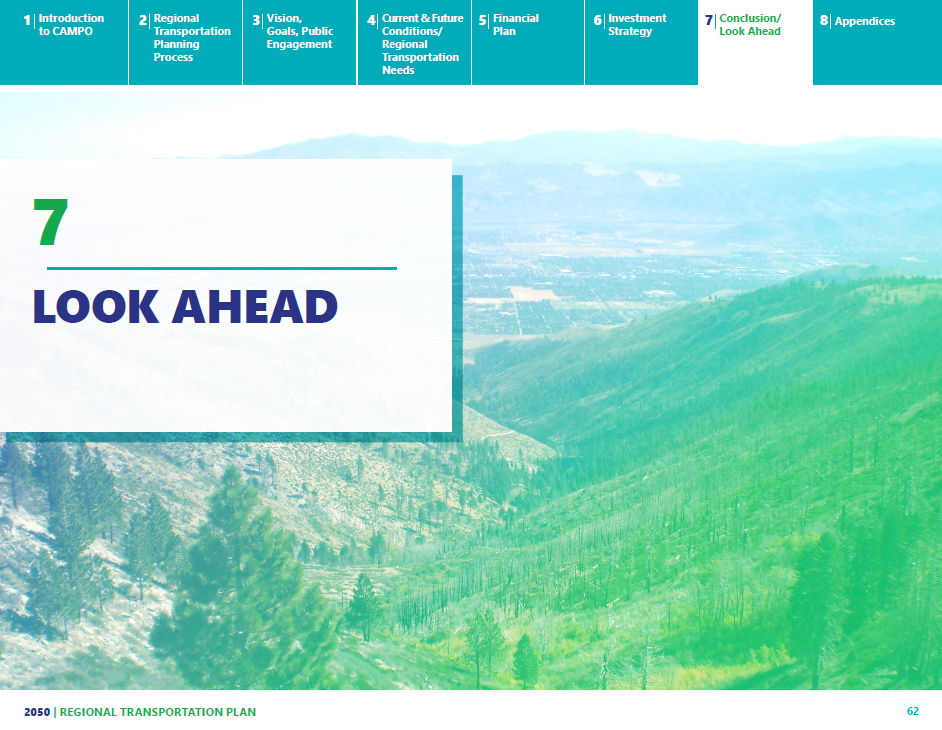 1 | Introduction
to CAMPO
2 | Regional
Transportation
Planning
Process
3 | Vision,
Goals, Public
Engagement
4 | Current & Future
Conditions/
Regional
Transportation
Needs
5 | Financial
Plan
6 | Investment
Strategy
7 | Conclusion/
Look Ahead
8 | Appendices
7
LOOK AHEAD
2050 | REGIONAL TRANSPORTATION PLAN
62